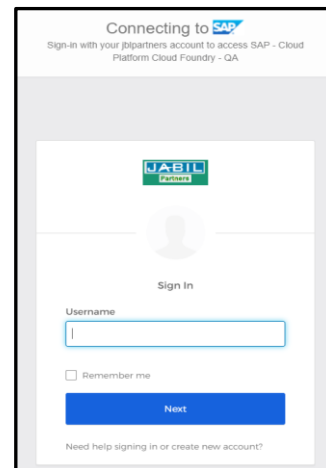 Connecting to SAP
Sign-in with your jblpartners account to access SAP - Cloud
Platform Cloud Foundry - QA
JABIL
Partners
Sign In
Username
Remember me
Next
Need help signing in or create new account?